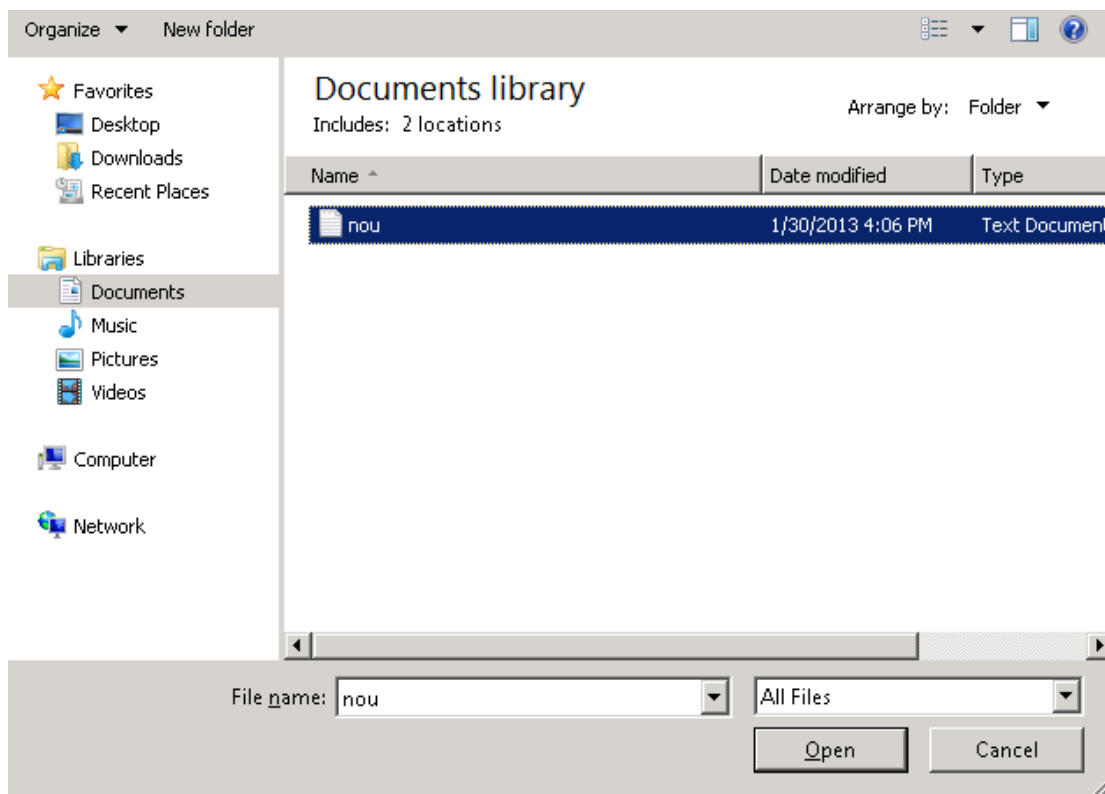 Organize New folder
Favorites
Desktop
Downloads
Recent Places
Libraries
Documents
Music
Pictures
Videos
Computer
Network
Documents library
Includes: 2 locations
Arrange by: Folder
Name Date modified Type
nou 1/30/2013 4:06 PM Text Document
File name: nou All Files
Open Cancel